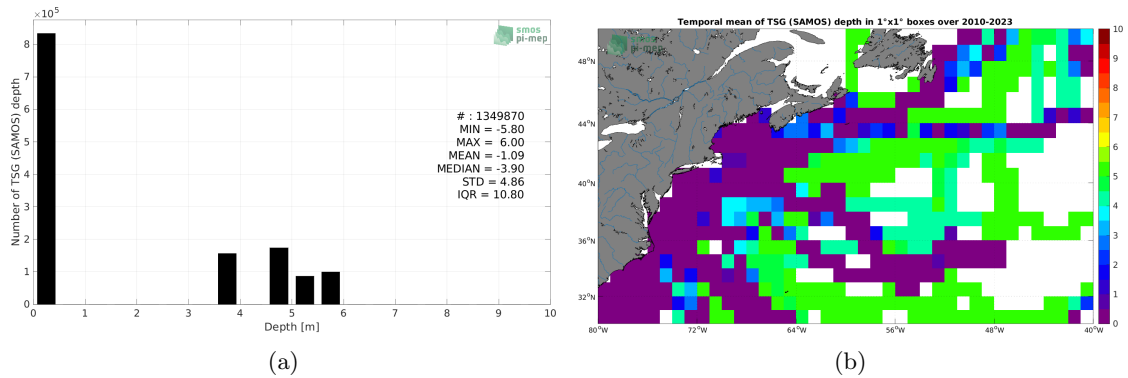 ×10⁵
8
7
6
5
4
3
2
1
0
Number of TSG (SAMOS) depth
smos
pi-mep
# : 1349870
MIN = -5.80
MAX = 6.00
MEAN = -1.09
MEDIAN = -3.90
STD = 4.86
IQR = 10.80
0 1 2 3 4 5 6 7 8 9 10
Depth [m]
(a)
Temporal mean of TSG (SAMOS) depth in 1°x1° boxes over 2010-2023
smos
pi-mep
48°N
44°N
40°N
36°N
32°N
80°W 72°W 64°W 56°W 48°W 40°W
10
9
8
7
6
5
4
3
2
1
0
(b)